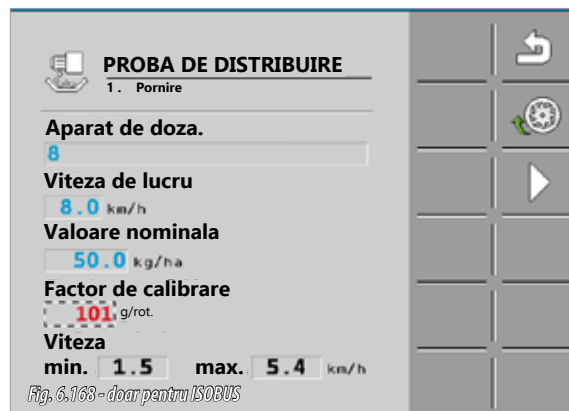 PROBA DE DISTRIBUIRE
1. Pornire
Aparat de doza.
8
Viteza de lucru
8.0 km/h
Valoare nominala
50.0 kg/ha
Factor de calibrare
101 g/rot.
Viteza
min. 1.5 max. 5.4 km/h
Fig. 6.168 - doar pentru ISOBUS